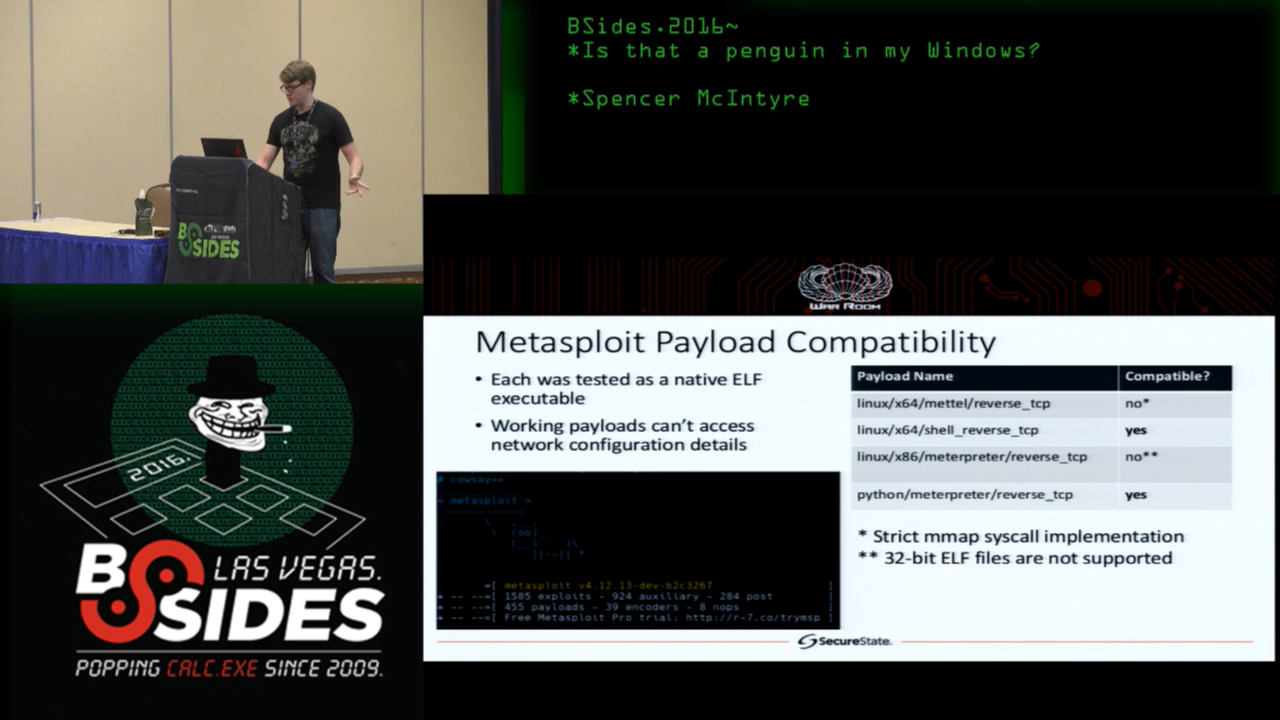 BSides.2016~
*Is that a penguin in my Windows?
*Spencer McIntyre
BSIDES
WAR ROOM
Metasploit Payload Compatibility
• Each was tested as a native ELF
executable
• Working payloads can't access
network configuration details
Payload Name Compatible?
linux/x64/mettel/reverse_tcp no*
linux/x64/shell_reverse_tcp yes
linux/x86/meterpreter/reverse_tcp no**
python/meterpreter/reverse_tcp yes
* Strict mmap syscall implementation
** 32-bit ELF files are not supported
# cowsay++
< metasploit >
=[ metasploit v4.12.13-dev-b2c3267 ]
+ -- --=[ 1585 exploits - 924 auxiliary - 284 post ]
+ -- --=[ 455 payloads - 39 encoders - 8 nops ]
+ -- --=[ Free Metasploit Pro trial: http://r-7.co/trymsp ]
SecureState.
2016.
BSIDES
LAS VEGAS.
POPPING CALC.EXE SINCE 2009.